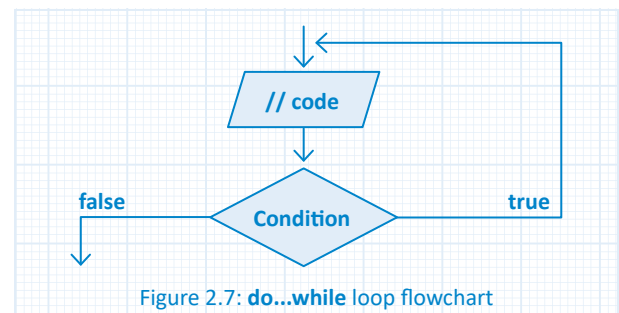 // code
false
Condition
true
Figure 2.7: do...while loop flowchart